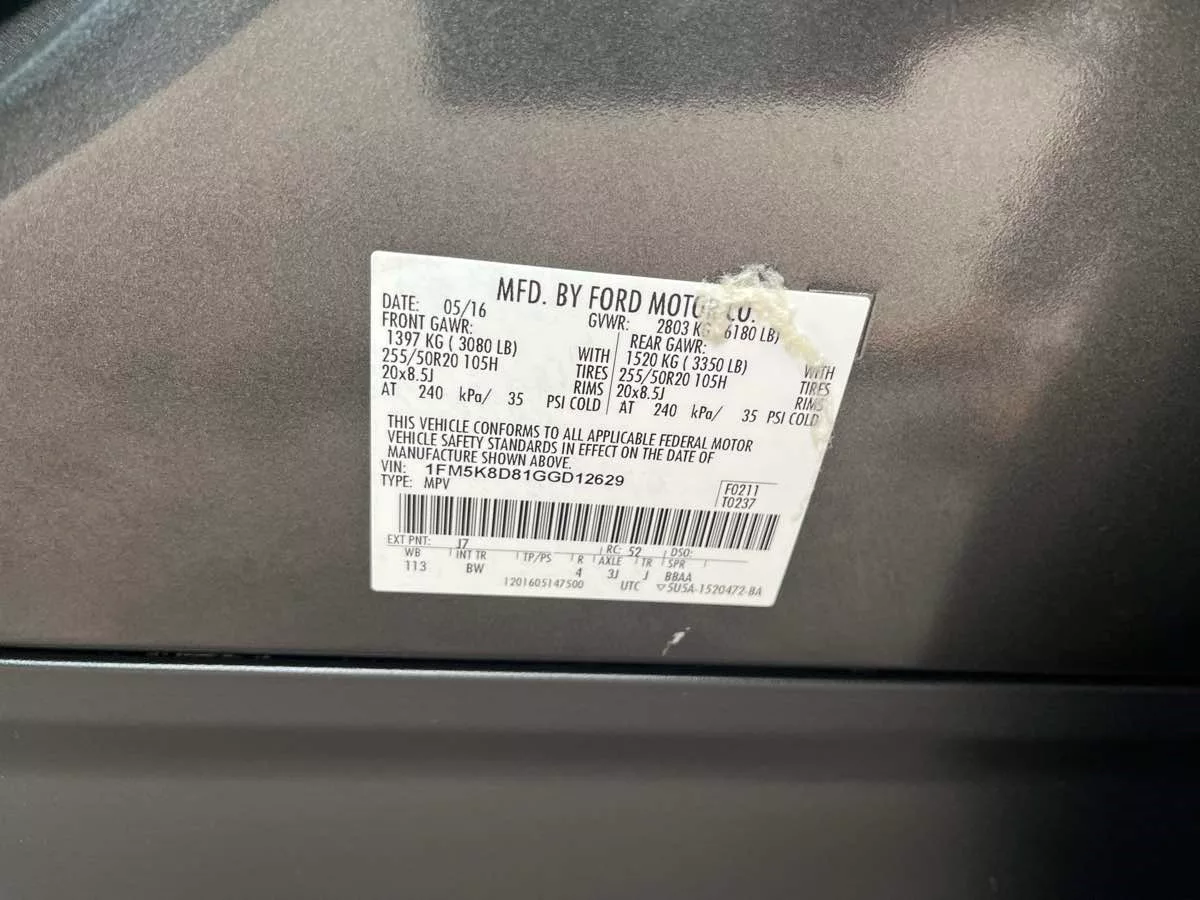 MFD. BY FORD MOTOR CO.
DATE: 05/16 GVWR: 2803 KG (6180 LB)
FRONT GAWR: REAR GAWR:
1397 KG ( 3080 LB) WITH 1520 KG ( 3350 LB) WITH
255/50R20 105H TIRES 255/50R20 105H TIRES
20x8.5J RIMS 20x8.5J RIMS
AT 240 kPa/ 35 PSI COLD AT 240 kPa/ 35 PSI COLD
THIS VEHICLE CONFORMS TO ALL APPLICABLE FEDERAL MOTOR
VEHICLE SAFETY STANDARDS IN EFFECT ON THE DATE OF
MANUFACTURE SHOWN ABOVE.
VIN: 1FM5K8D81GGD12629
TYPE: MPV
F0211
T0237
EXT PNT: J7 RC: 52 DSO:
WB INT TR TP/PS R AXLE TR SPR
113 BW 4 3J J BBAA
1201605147500 UTC ▽5U5A-1520472-BA